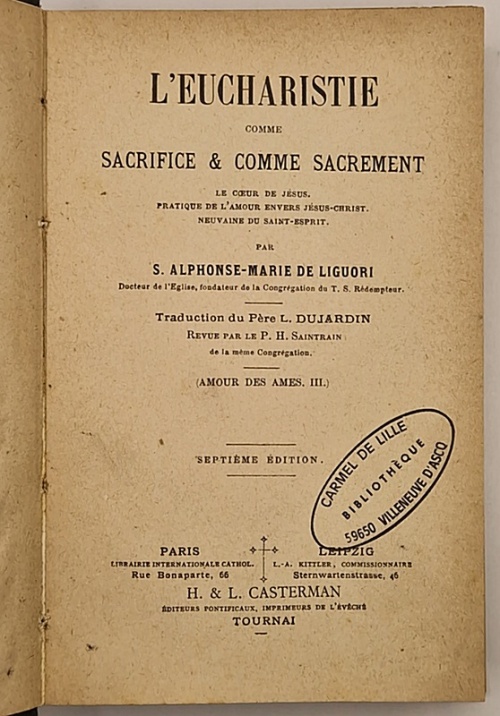 L'EUCHARISTIE
COMME
SACRIFICE & COMME SACREMENT
LE CŒUR DE JÉSUS.
PRATIQUE DE L'AMOUR ENVERS JÉSUS-CHRIST.
NEUVAINE DU SAINT-ESPRIT.
PAR
S. ALPHONSE-MARIE DE LIGUORI
Docteur de l'Eglise, fondateur de la Congrégation du T. S. Rédempteur.
Traduction du Père L. DUJARDIN
REVUE PAR LE P. H. SAINTRAIN
de la même Congrégation.
(AMOUR DES AMES. III.)
SEPTIÈME ÉDITION.
CARMEL DE LILLE
BIBLIOTHÈQUE
59650 VILLENEUVE D'ASCQ
PARIS
LIBRAIRIE INTERNATIONALE CATHOL.
Rue Bonaparte, 66
LEIPZIG
L.-A. KITTLER, COMMISSIONNAIRE
Sternwartenstrasse, 46
H. & L. CASTERMAN
ÉDITEURS PONTIFICAUX, IMPRIMEURS DE L'ÉVÊCHÉ
TOURNAI